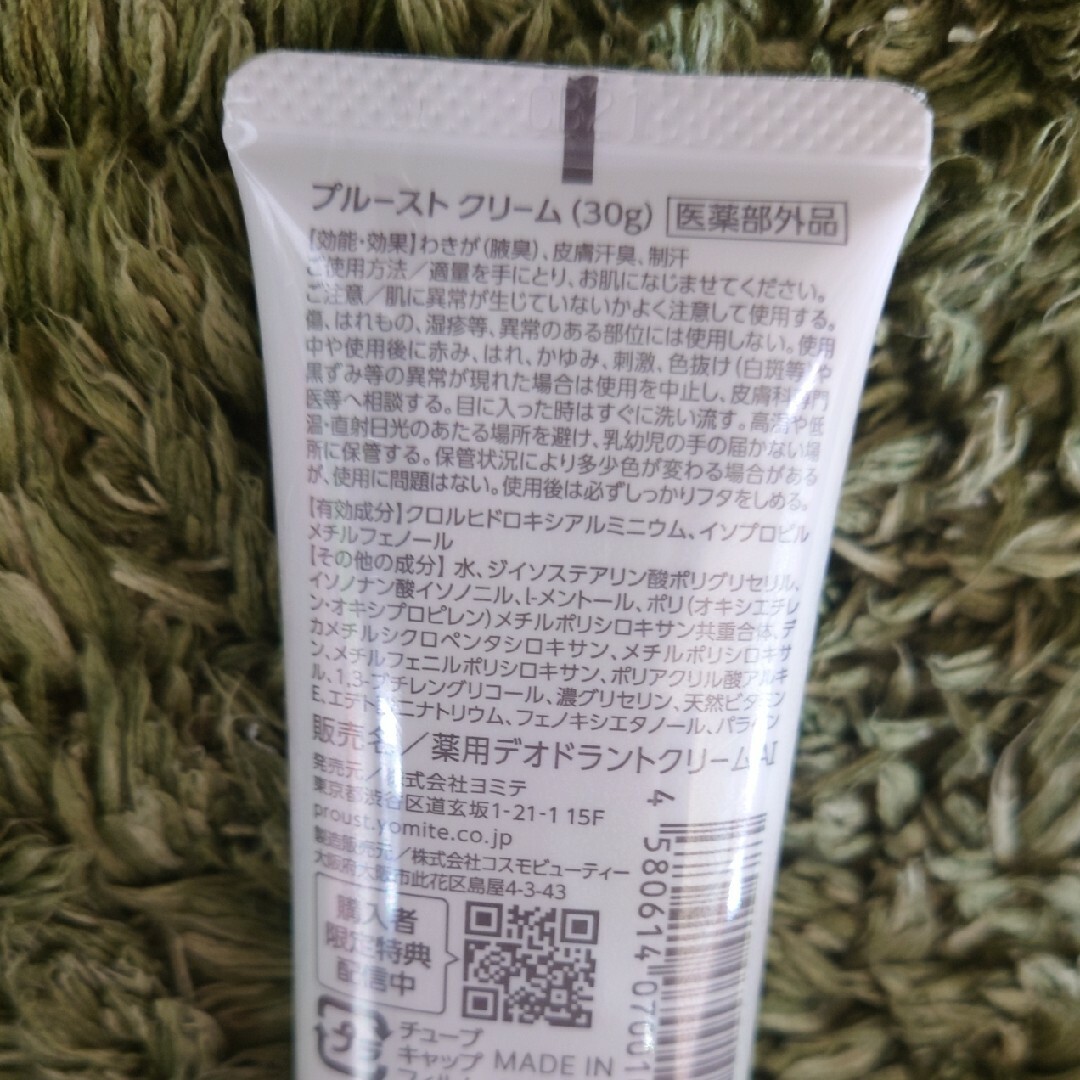 プルースト クリーム (30g) 医薬部外品
【効能・効果】わきが(腋臭)、皮膚汗臭、制汗
ご使用方法／適量を手にとり、お肌になじませてください。
ご注意／肌に異常が生じていないかよく注意して使用する。
傷、はれもの、湿疹等、異常のある部位には使用しない。使用
中や使用後に赤み、はれ、かゆみ、刺激、色抜け(白斑等)や
黒ずみ等の異常が現れた場合は使用を中止し、皮膚科専門
医等へ相談する。目に入った時はすぐに洗い流す。高温や低
温・直射日光のあたる場所を避け、乳幼児の手の届かない場
所に保管する。保管状況により多少色が変わる場合がある
が、使用に問題はない。使用後は必ずしっかりフタをしめる。
【有効成分】クロルヒドロキシアルミニウム、イソプロピル
メチルフェノール
【その他の成分】 水、ジイソステアリン酸ポリグリセリル、
イソノナン酸イソノニル、l-メントール、ポリ(オキシエチレ
ン・オキシプロピレン)メチルポリシロキサン共重合体、デ
カメチルシクロペンタシロキサン、メチルポリシロキサ
ン、メチルフェニルポリシロキサン、ポリアクリル酸アルキ
ル、1,3-ブチレングリコール、濃グリセリン、天然ビタミン
E、エデト酸二ナトリウム、フェノキシエタノール、パラベン
販売名／薬用デオドラントクリームAI
発売元／株式会社ヨミテ
東京都渋谷区道玄坂1-21-1 15F
proust.yomite.co.jp
製造販売元／株式会社コスモビューティー
大阪府大阪市此花区島屋4-3-43
購入者
限定特典
配信中
プラ
チューブ
キャップ
MADE IN
4 580614 07001